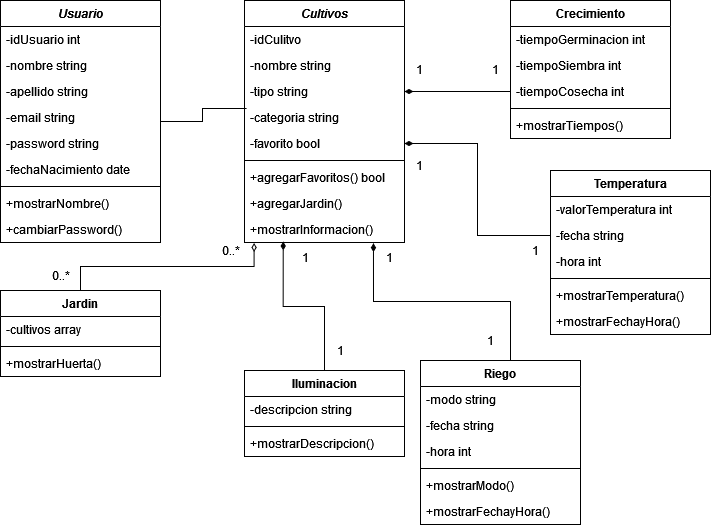 Usuario
-idUsuario int
-nombre string
-apellido string
-email string
-password string
-fechaNacimiento date
+mostrarNombre()
+cambiarPassword()
Cultivos
-idCulitvo
-nombre string
-tipo string
-categoria string
-favorito bool
+agregarFavoritos() bool
+agregarJardin()
+mostrarInformacion()
Crecimiento
-tiempoGerminacion int
-tiempoSiembra int
-tiempoCosecha int
+mostrarTiempos()
1
1
1
1
Temperatura
-valorTemperatura int
-fecha string
-hora int
+mostrarTemperatura()
+mostrarFechayHora()
0..*
0..*
1
1
1
1
Jardin
-cultivos array
+mostrarHuerta()
Iluminacion
-descripcion string
+mostrarDescripcion()
Riego
-modo string
-fecha string
-hora int
+mostrarModo()
+mostrarFechayHora()